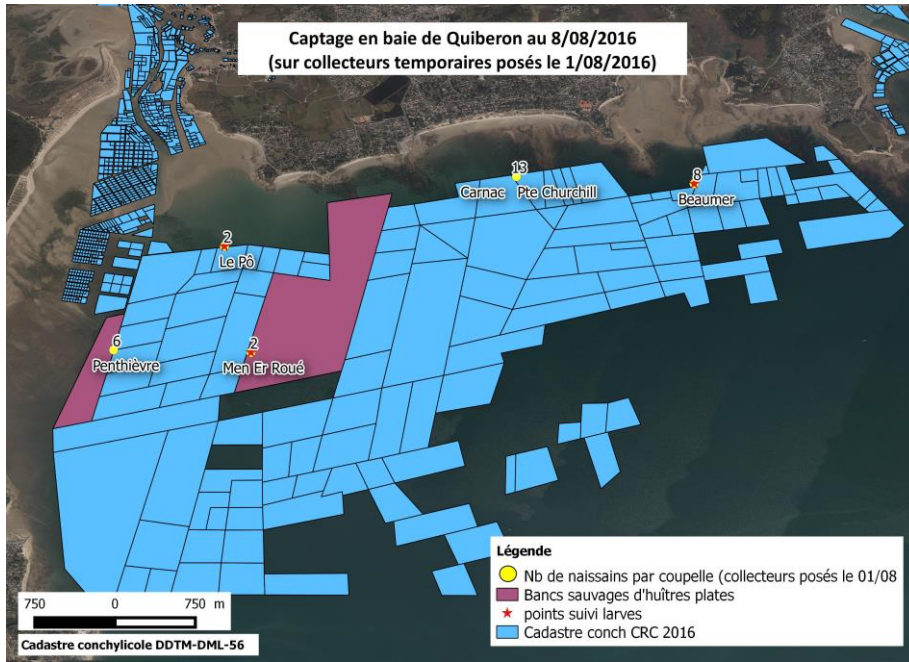 Captage en baie de Quiberon au 8/08/2016
(sur collecteurs temporaires posés le 1/08/2016)
13
Carnac Pte Churchill
8
Beaumer
2
Le Pô
6
Penthièvre
2
Men Er Roué
Légende
Nb de naissains par coupelle (collecteurs posés le 01/08
Bancs sauvages d'huîtres plates
points suivi larves
Cadastre conch CRC 2016
750 0 750 m
Cadastre conchylicole DDTM-DML-56